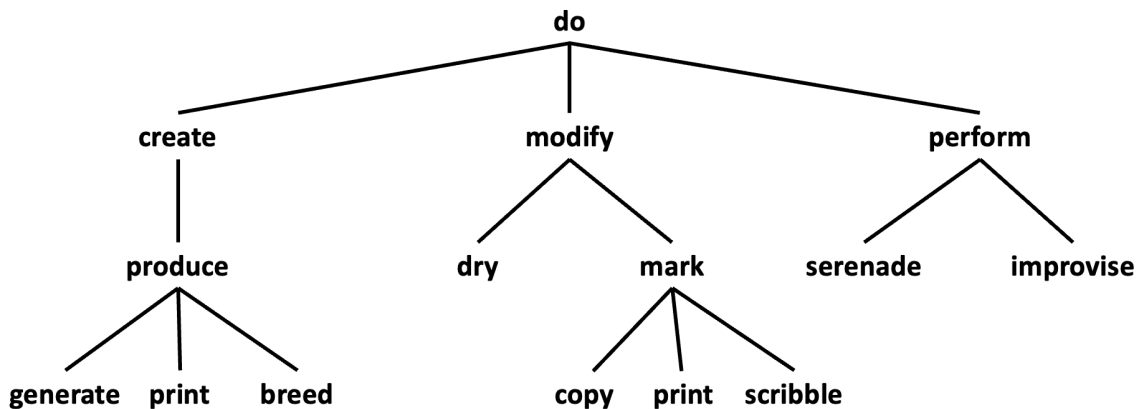 do
create modify perform
produce dry mark serenade improvise
generate print breed copy print scribble